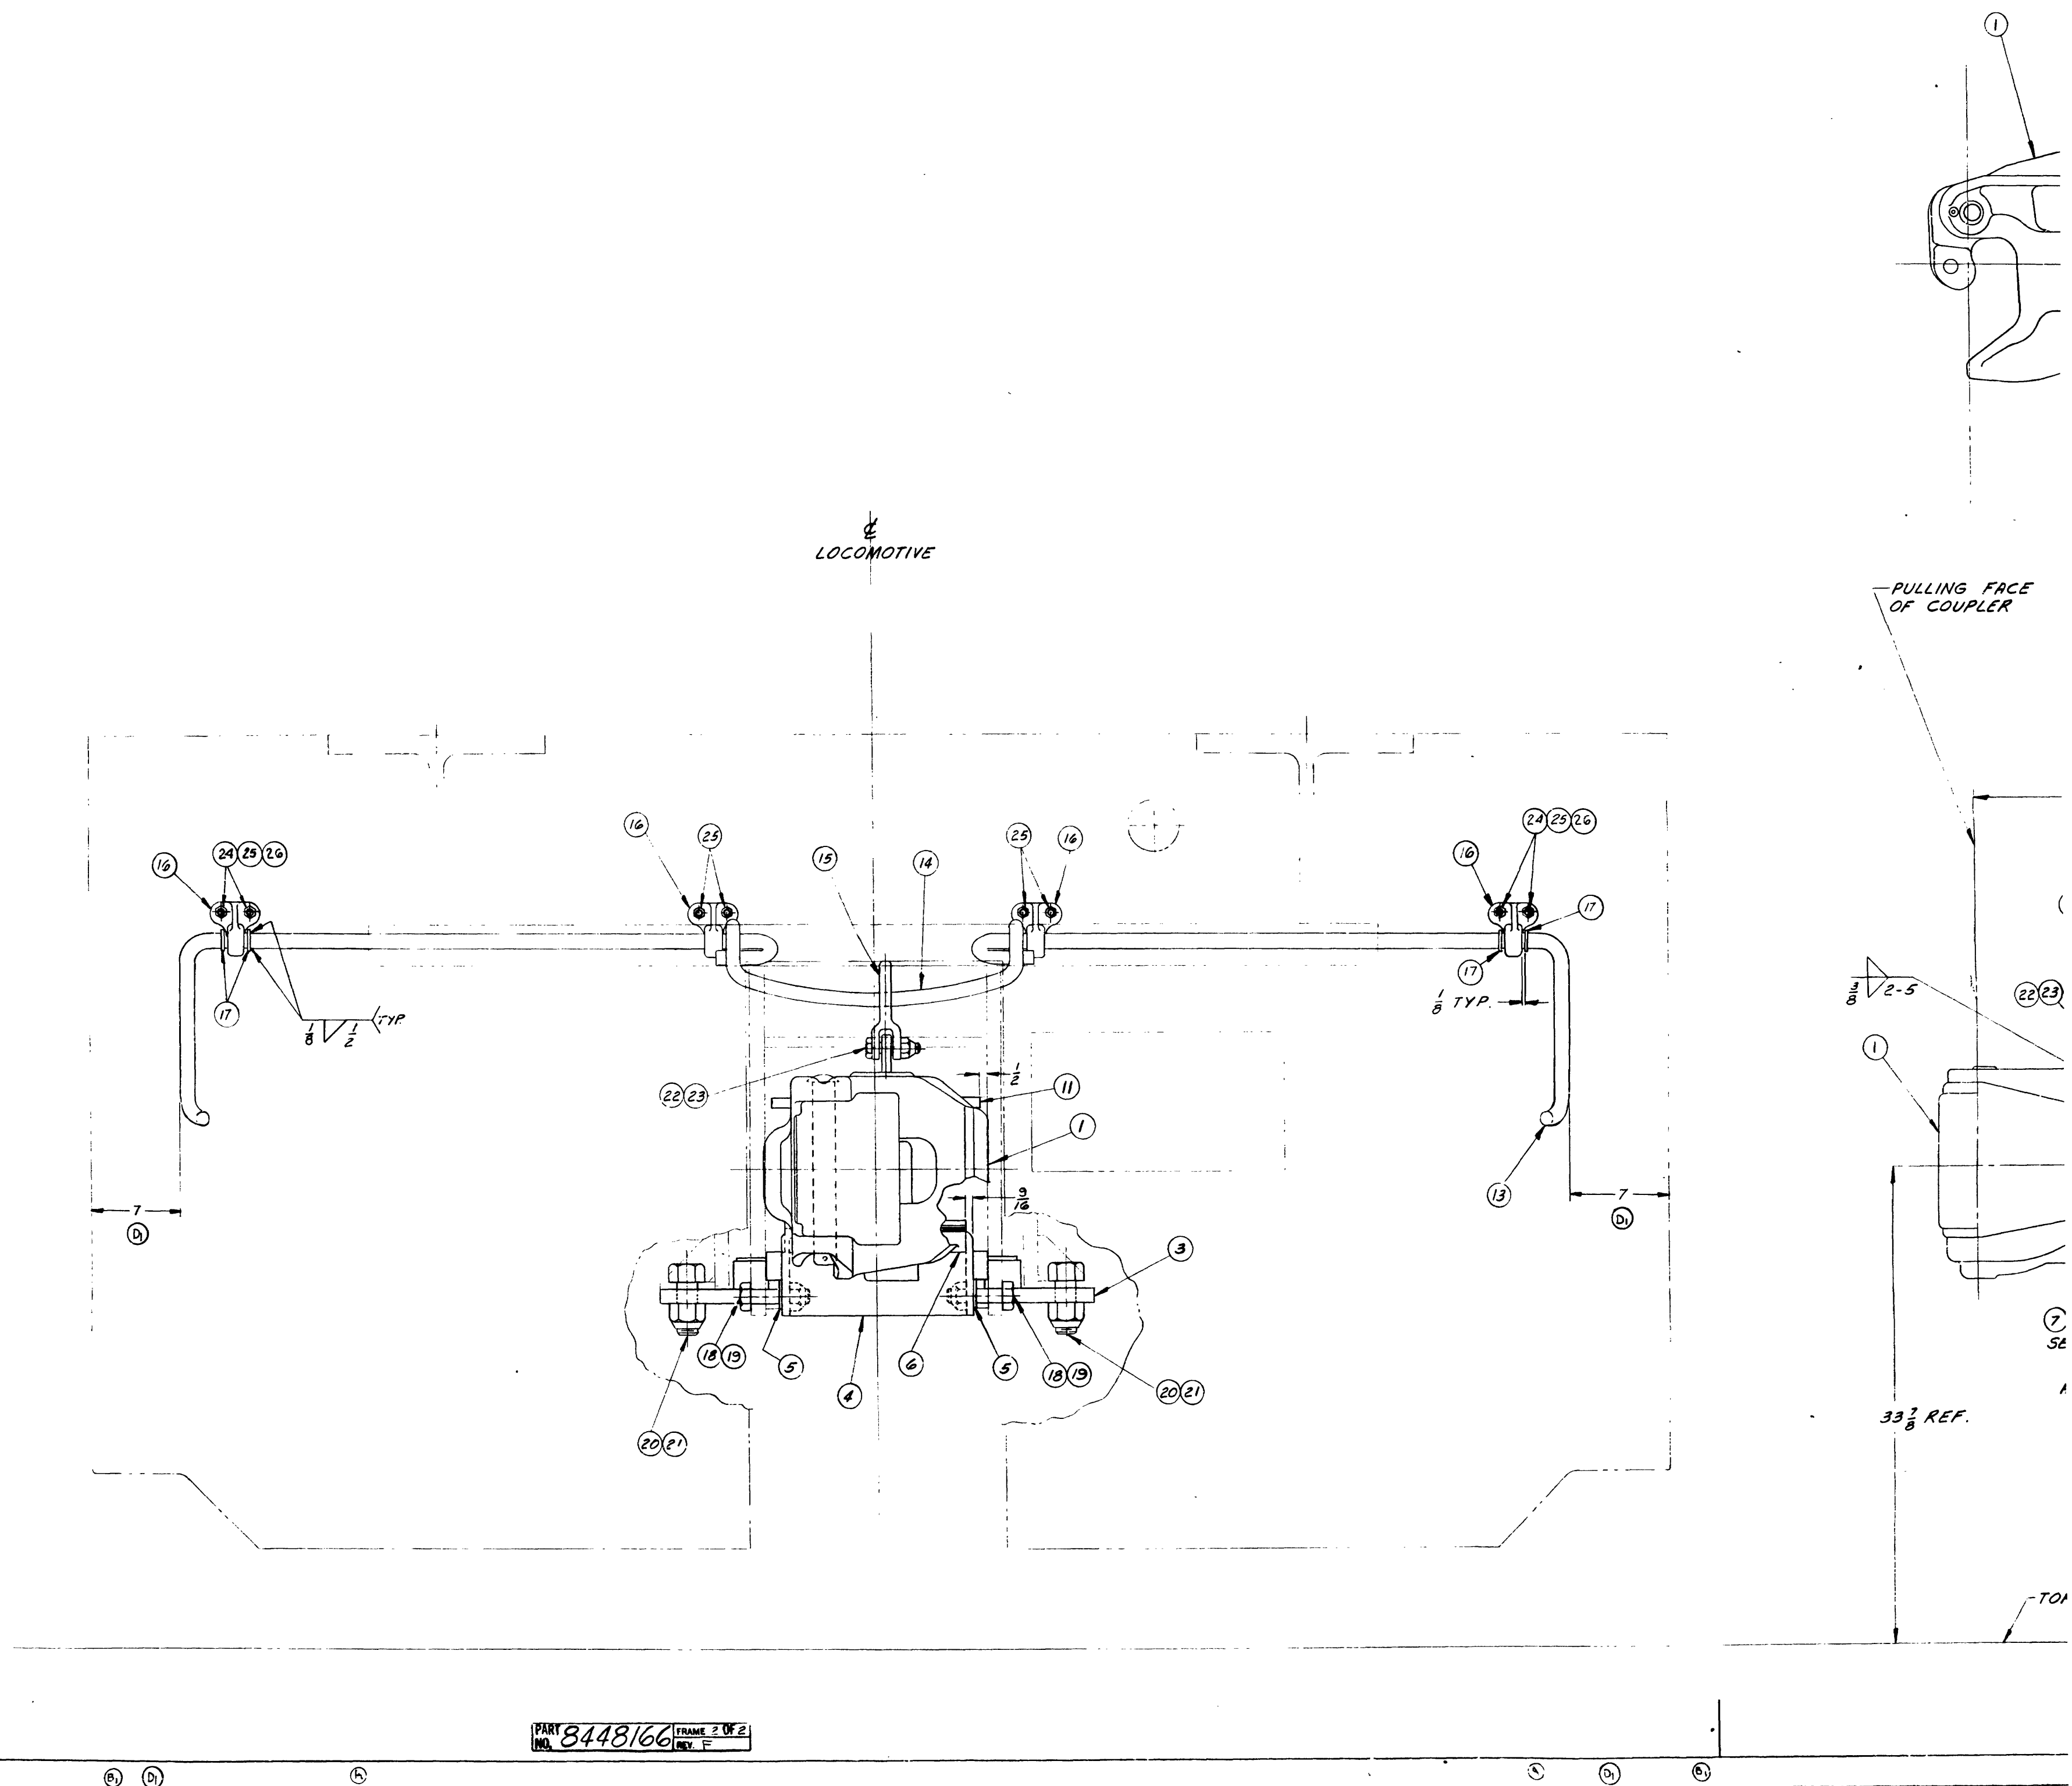 1
℄
LOCOMOTIVE
PULLING FACE
OF COUPLER
16
24 25 26
16
25
15
14
25
16
16
24 25 26
17
17
17
1/8 1/2 TYP.
1/8 TYP.
3/8 2-5
22 23
1
22 23
1/2
11
1
9/16
13
7
D1
7
D1
3
18 19
5
4
6
5
18 19
20 21
20 21
7
33 7/8 REF.
PART NO. 8448166 FRAME 2 OF 2
REV. F
B1 D1
D1 B1